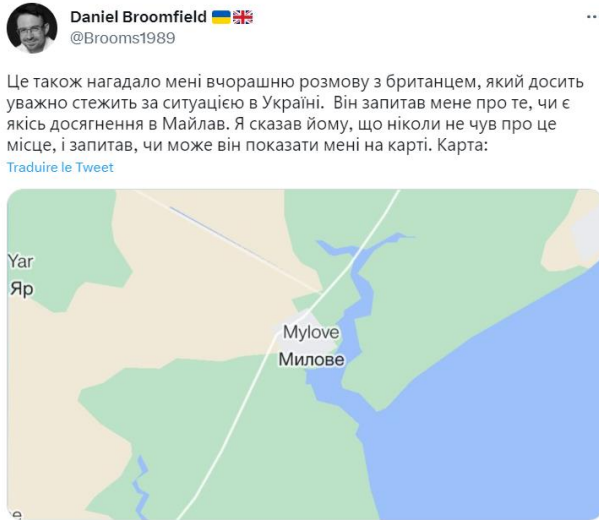 Daniel Broomfield 🇺🇦🇬🇧
@Brooms1989
Це також нагадало мені вчорашню розмову з британцем, який досить
уважно стежить за ситуацією в Україні. Він запитав мене про те, чи є
якісь досягнення в Майлав. Я сказав йому, що ніколи не чув про це
місце, і запитав, чи може він показати мені на карті. Карта:
Traduire le Tweet
Yar
Яр
Mylove
Милове
e